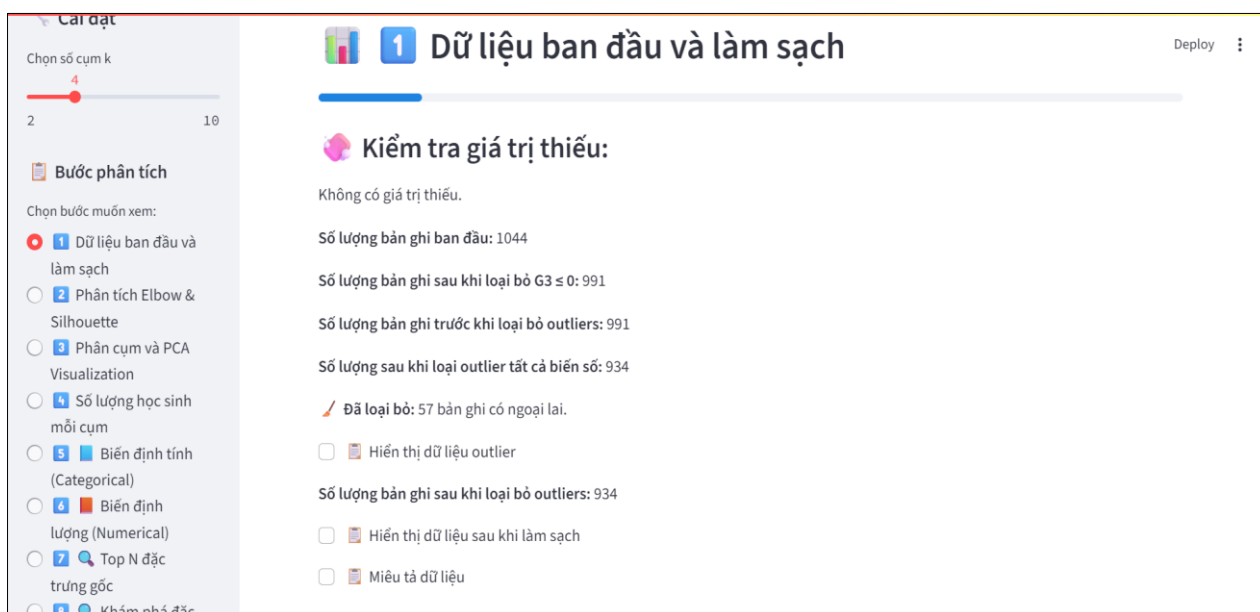 Cài đặt
Chọn số cụm k
4
2 10
Bước phân tích
Chọn bước muốn xem:
1 Dữ liệu ban đầu và
làm sạch
2 Phân tích Elbow &
Silhouette
3 Phân cụm và PCA
Visualization
4 Số lượng học sinh
mỗi cụm
5 Biến định tính
(Categorical)
6 Biến định
lượng (Numerical)
7 Top N đặc
trưng gốc
8 Khám phá đặc
1 Dữ liệu ban đầu và làm sạch
Deploy
Kiểm tra giá trị thiếu:
Không có giá trị thiếu.
Số lượng bản ghi ban đầu: 1044
Số lượng bản ghi sau khi loại bỏ G3 ≤ 0: 991
Số lượng bản ghi trước khi loại bỏ outliers: 991
Số lượng sau khi loại outlier tất cả biến số: 934
Đã loại bỏ: 57 bản ghi có ngoại lai.
Hiển thị dữ liệu outlier
Số lượng bản ghi sau khi loại bỏ outliers: 934
Hiển thị dữ liệu sau khi làm sạch
Miêu tả dữ liệu